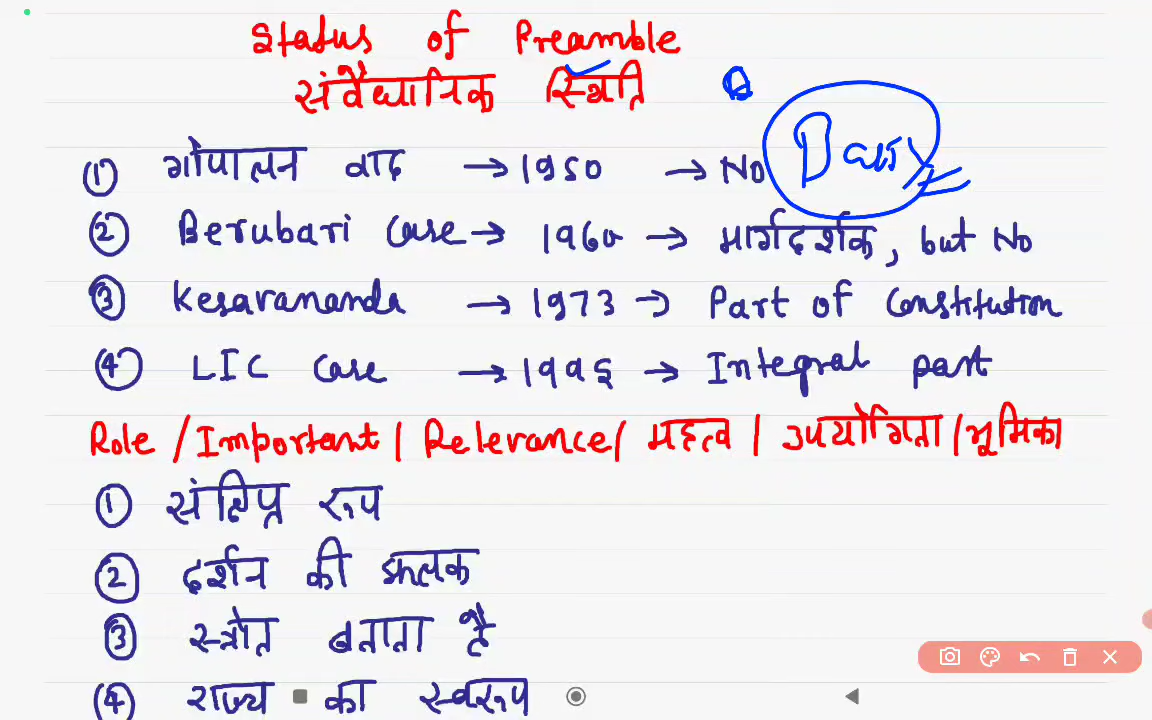 Status of Preamble
संवैधानिक स्थिति
① गोपालन वाद → 1950 → No
Dairy
② Berubari Case → 1960 → मार्गदर्शक, but No
③ Kesavananda → 1973 → Part of Constitution
④ LIC Case → 1995 → Integral part
Role / Important / Relevance / महत्व / उपयोगिता / भूमिका
① संक्षिप्त रूप
② दर्शन की झलक
③ स्त्रोत बताता है
④ राज्य का स्वरूप